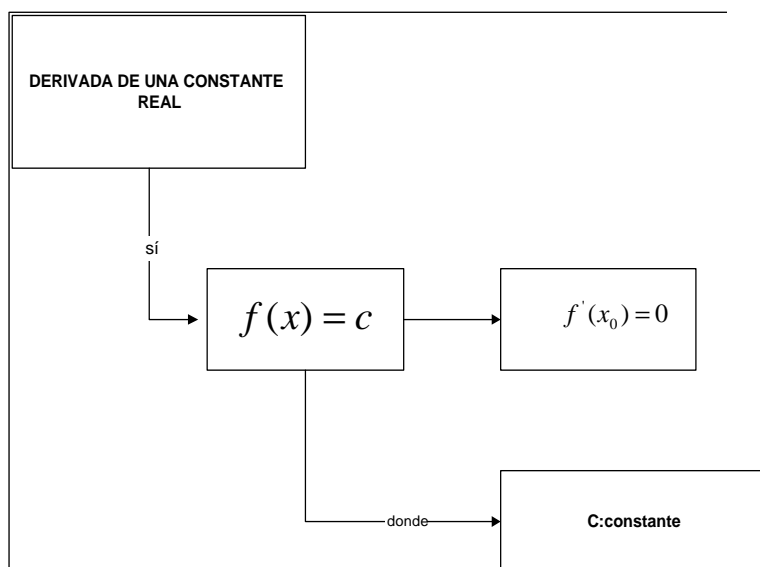 DERIVADA DE UNA CONSTANTE
REAL
sí
f(x) = c
f'(x₀) = 0
donde
C:constante